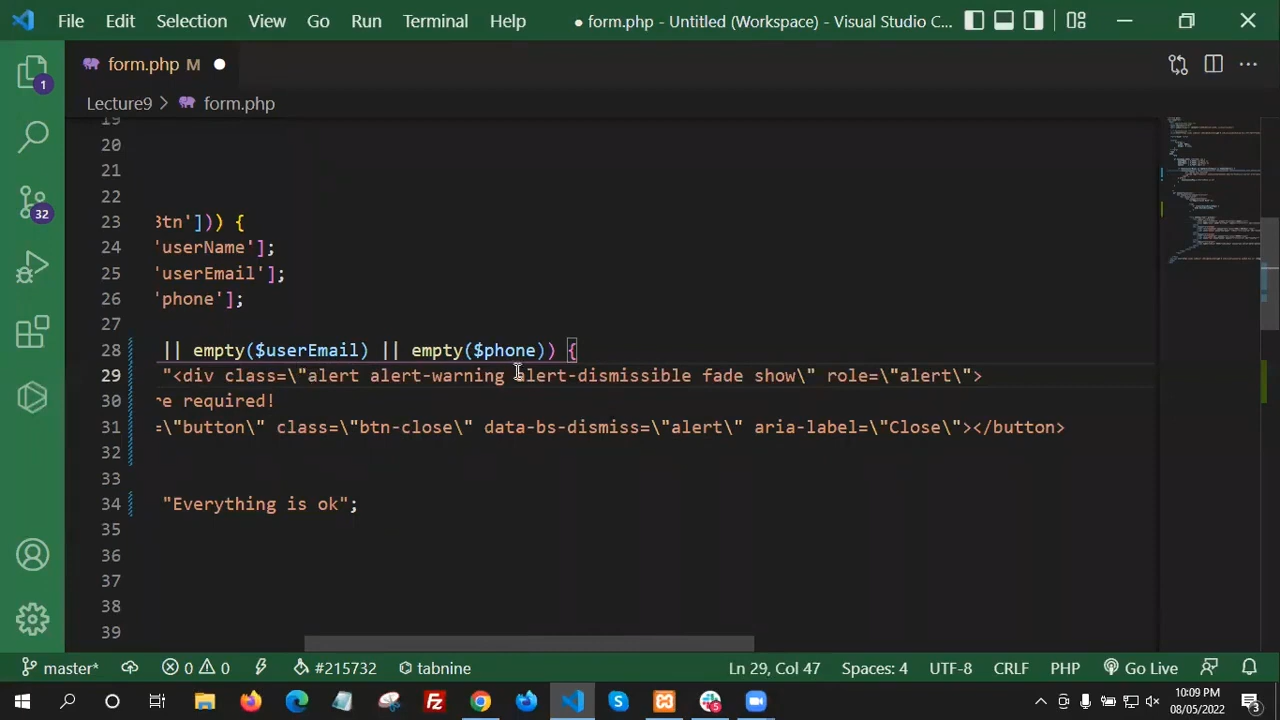 File Edit Selection View Go Run Terminal Help ● form.php - Untitled (Workspace) - Visual Studio C...
form.php M ●
1
Lecture9 > form.php
19
20
21
22
23 Btn'])) {
24 'userName'];
25 'userEmail'];
26 'phone'];
27
28 || empty($userEmail) || empty($phone)) {
29 "<div class=\"alert alert-warning alert-dismissible fade show\" role=\"alert\">
30 re required!
31 =\"button\" class=\"btn-close\" data-bs-dismiss=\"alert\" aria-label=\"Close\"></button>
32
33
34 "Everything is ok";
35
36
37
38
39
32
master* 0 0 #215732 tabnine Ln 29, Col 47 Spaces: 4 UTF-8 CRLF PHP Go Live
10:09 PM
08/05/2022
5
3